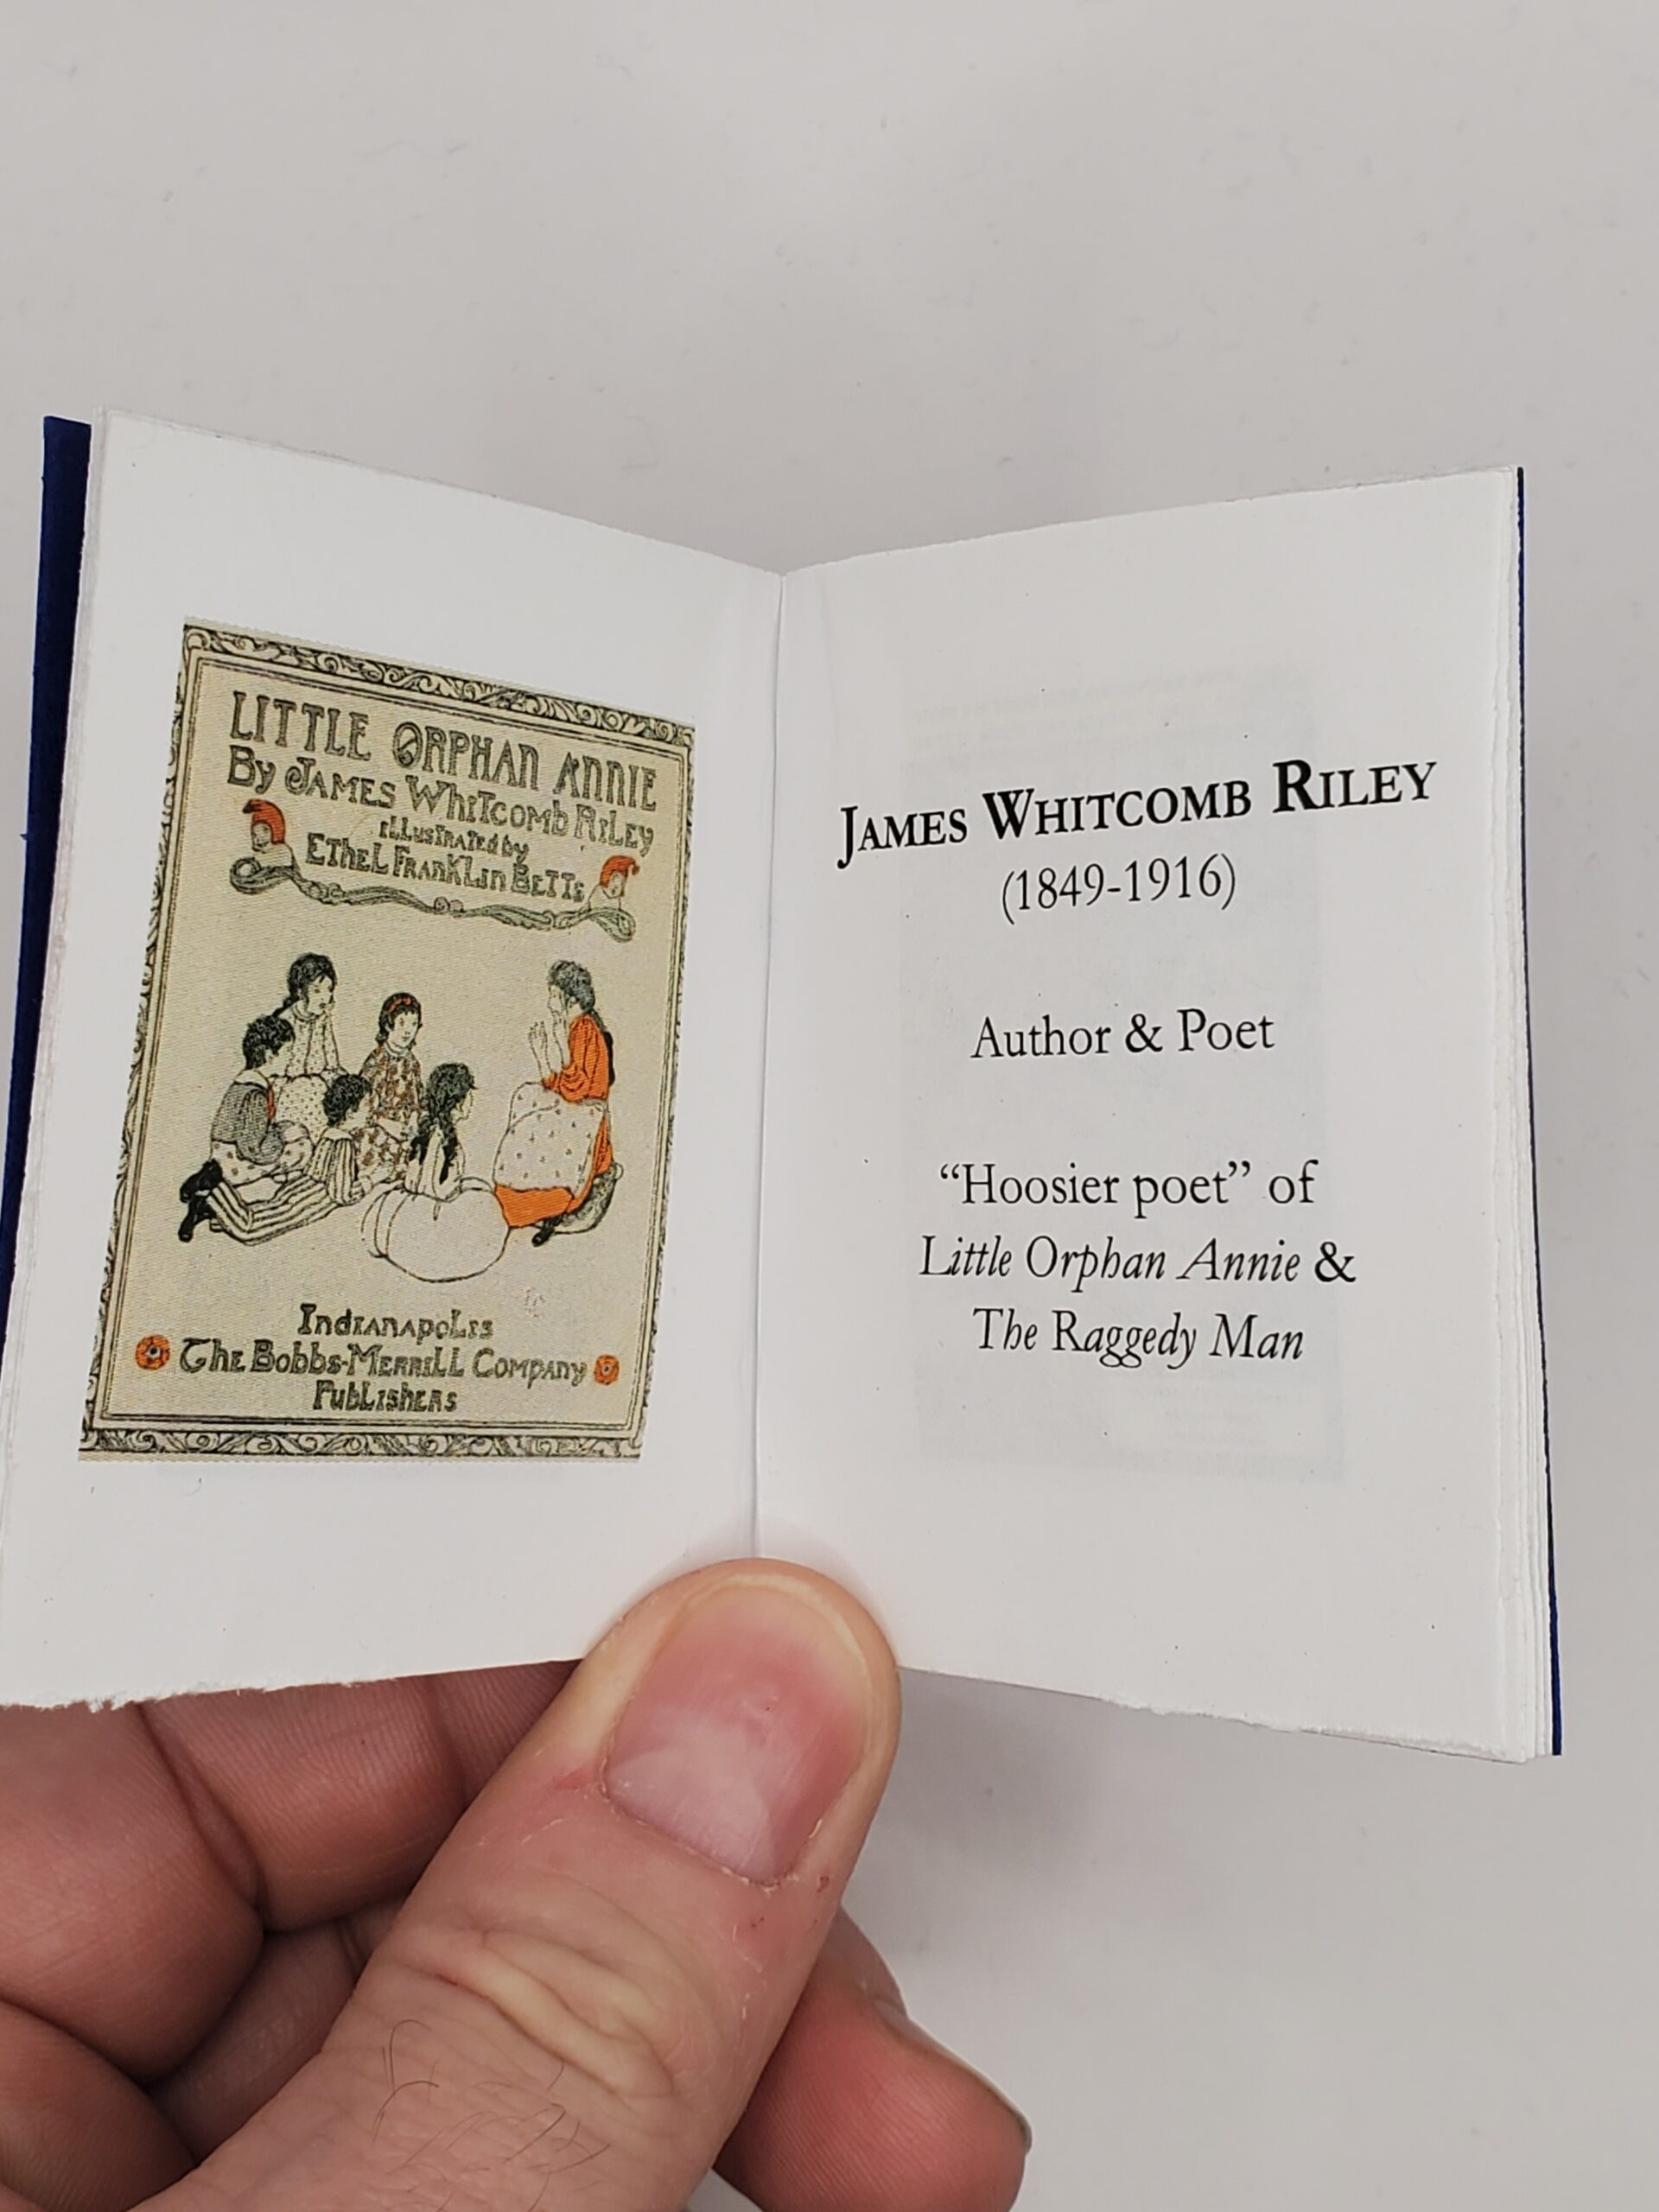 LITTLE ORPHAN ANNIE
By JAMES WHITCOMB RILEY
ILLUSTRATED by
ETHEL FRANKLIN BETTS
INDIANAPOLIS
THE BOBBS-MERRILL COMPANY
PUBLISHERS
JAMES WHITCOMB RILEY
(1849-1916)
Author & Poet
“Hoosier poet” of
Little Orphan Annie &
The Raggedy Man